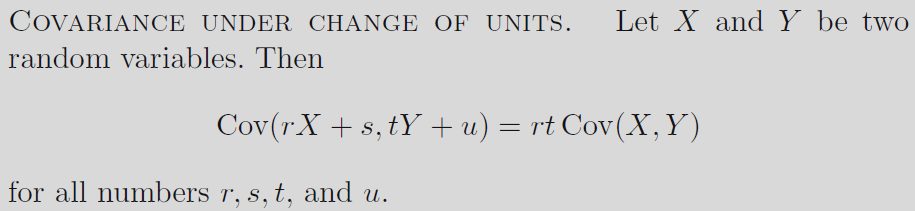 COVARIANCE UNDER CHANGE OF UNITS. Let X and Y be two
random variables. Then
Cov(rX + s, tY + u) = rt Cov(X, Y)
for all numbers r, s, t, and u.